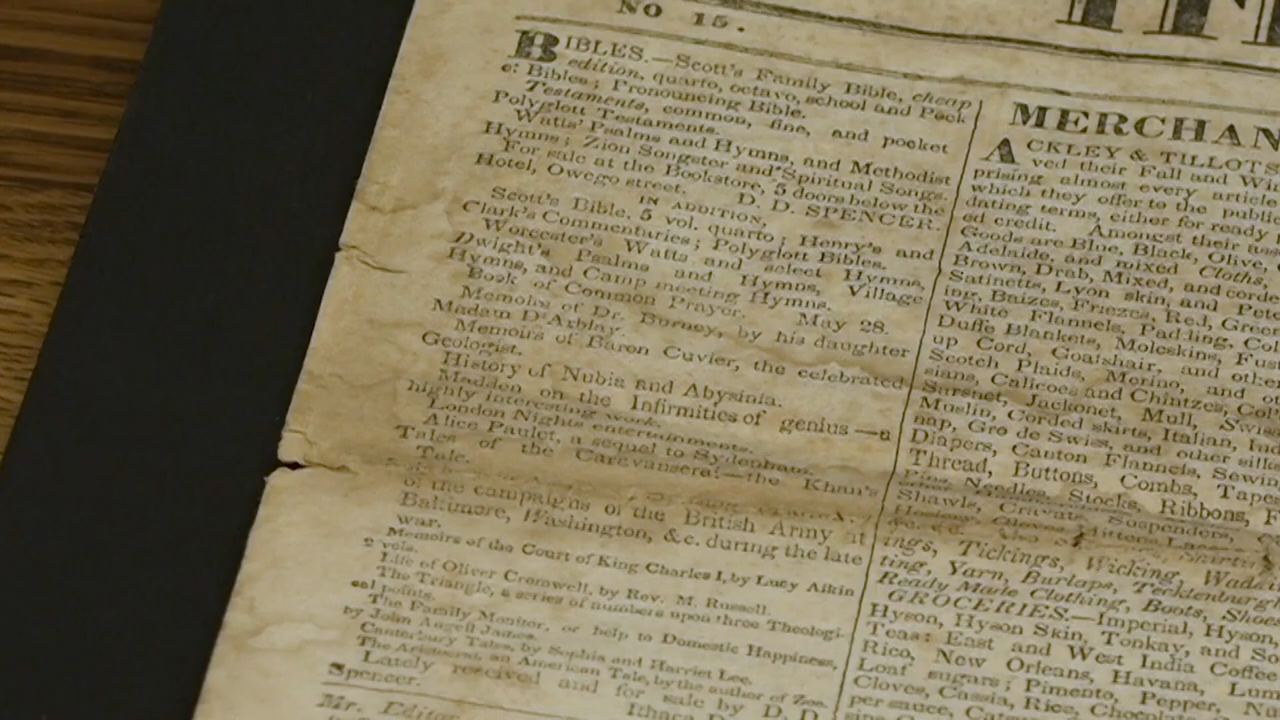 NO 15.
BIBLES.—Scott's Family Bible, cheap
edition, quarto, octavo, school and Pock
et Bibles; Pronouncing Bible.
Testaments, common, fine, and pocket
Polyglott Testaments.
Watts' Psalms and Hymns, and Methodist
Hymns; Zion Songster and Spiritual Songs.
For sale at the Bookstore, 5 doors below the
Hotel, Owego street. D. D. SPENCER.
IN ADDITION,
Scott's Bible, 5 vol. quarto; Henry's and
Clark's Commentaries; Polyglott Bibles.
Worcester's Watts and select Hymns,
Dwight's Psalms and Hymns, Village
Hymns, and Camp meeting Hymns.
Book of Common Prayer. May 28.
Memoirs of Dr. Burney, by his daughter
Madam D'Arblay.
Memoirs of Baron Cuvier, the celebrated
Geologist.
History of Nubia and Abysinia.
Madden on the Infirmities of genius—a
highly interesting work.
London Nights entertainments.
Alice Paulet, a sequel to Sydenham.
Tales of the Caravansera!—the Khan's
Tale.
of the campaigns of the British Army at
Baltimore, Washington, &c. during the late
war.
Memoirs of the Court of King Charles I, by Lucy Aikin
2 vols.
Life of Oliver Cromwell, by Rev. M. Russell.
The Triangle, a series of numbers upon three Theologi-
cal points.
The Family Monitor, or help to Domestic Happiness,
by John Angell James.
Canterbury Tales, by Sophia and Harriet Lee.
The Aristocrat, an American Tale, by the author of Zoe.
Lately received and for sale by D. D.
Spencer. Ithaca
Mr. Editor
MERCHAN
ACKLEY & TILLOTS
ved their Fall and Wi
prising almost every article
which they offer to the public
dating terms, either for ready
ed credit. Amongst their
Goods are Blue, Black, Olive,
Adelaide, and mixed Cloths,
Brown, Drab, Mixed, and corde
Satinetts, Lyon skin, and Pete
ing, Baizes, Friezes, Red, Gree
White Flannels, Padding, Col
Duffe Blankets, Moleskins, Fus
up Cord, Goatshair, and other
Scotch Plaids, Merino, and
sians, Calicoes and Chintzes, Col
Sarsnet, Jackonet, Mull, Swiss
Muslin, Corded skirts, Italian, In
nap, Gro de Swiss, and other silk
Diapers, Canton Flannels, Sewin
Thread, Buttons, Combs, Tape
Pins, Needles, Stocks, Ribbons, F
Shawls, Cravats, Suspenders,
ings, Tickings, Wicking, Wad
ting, Yarn, Burlaps, Tecklenburg
Ready Made Clothing, Boots, Shoe
GROCERIES.—Imperial, Hyson,
Hyson, Hyson Skin, Tonkay, and So
Teas: East and West India Coffee
Rico, New Orleans, Havana, Lum
Loaf sugars; Pimento, Pepper, Nu
Cloves, Cassia, Rice, Choco
per sauce,